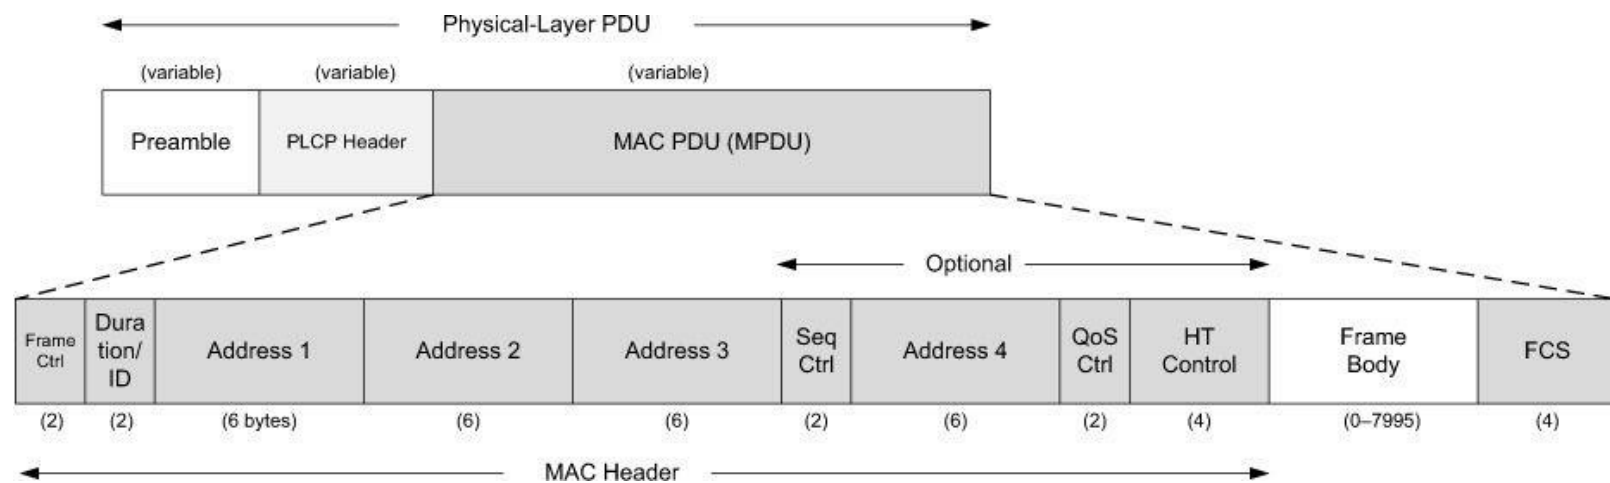 Physical-Layer PDU
(variable) (variable) (variable)
Preamble PLCP Header MAC PDU (MPDU)
Optional
Frame
Ctrl
Dura
tion/
ID
Address 1
Address 2
Address 3
Seq
Ctrl
Address 4
QoS
Ctrl
HT
Control
Frame
Body
FCS
(2) (2) (6 bytes) (6) (6) (2) (6) (2) (4) (0–7995) (4)
MAC Header